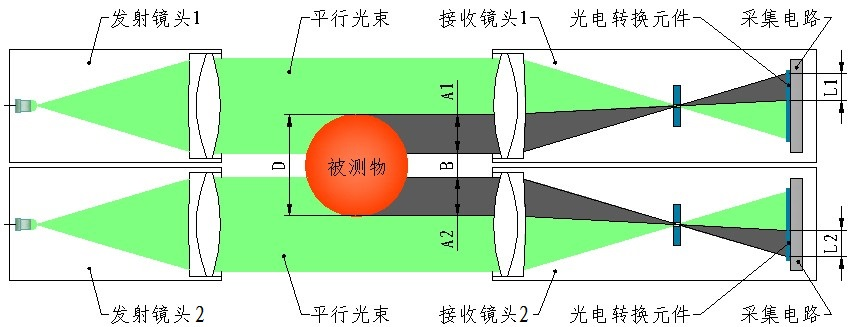 发射镜头1
平行光束
接收镜头1
光电转换元件
采集电路
A1
L1
D
被测物
B
A2
L2
发射镜头2
平行光束
接收镜头2
光电转换元件
采集电路